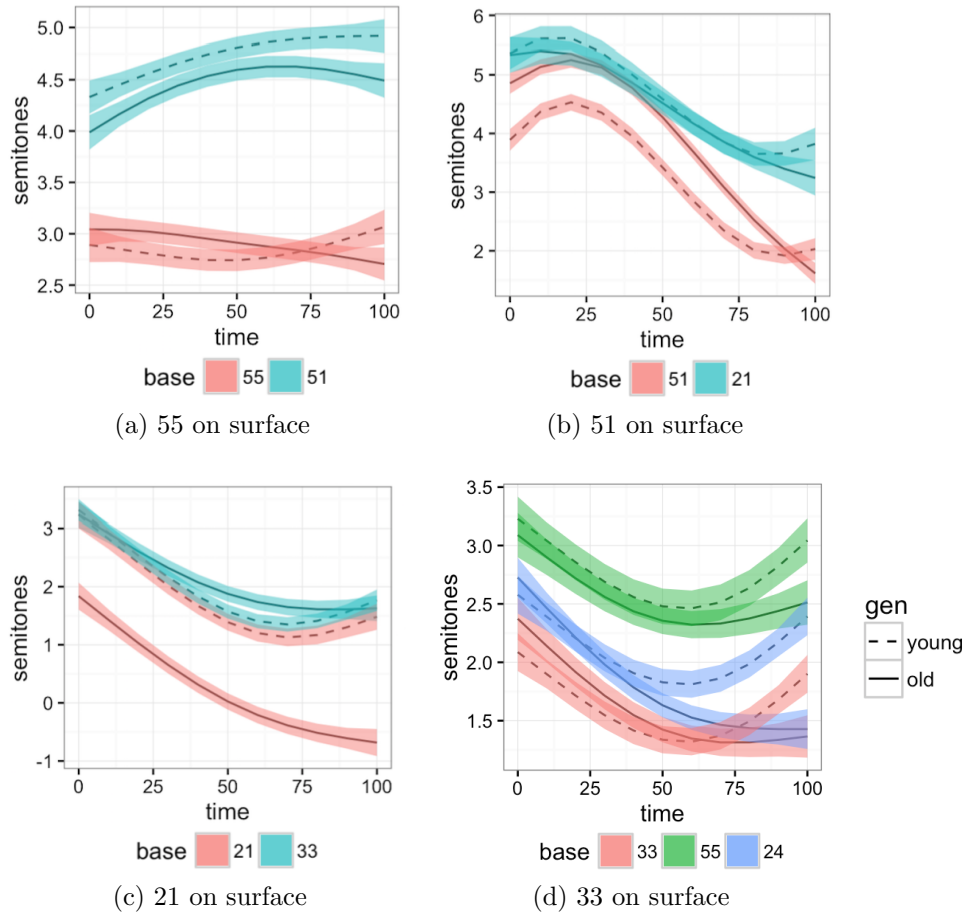 5.0
4.5
4.0
3.5
3.0
2.5
semitones
0 25 50 75 100
time
base 55 51
(a) 55 on surface
6
5
4
3
2
semitones
0 25 50 75 100
time
base 51 21
(b) 51 on surface
3
2
1
0
-1
semitones
0 25 50 75 100
time
base 21 33
(c) 21 on surface
3.5
3.0
2.5
2.0
1.5
semitones
0 25 50 75 100
time
base 33 55 24
(d) 33 on surface
gen
young
old